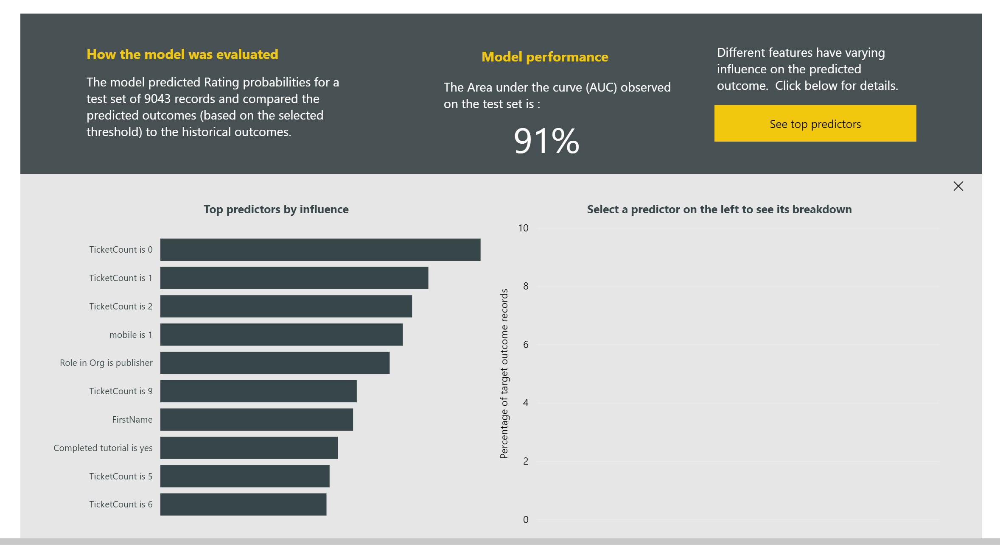 How the model was evaluated
The model predicted Rating probabilities for a
test set of 9043 records and compared the
predicted outcomes (based on the selected
threshold) to the historical outcomes.
Model performance
The Area under the curve (AUC) observed
on the test set is :
91%
Different features have varying
influence on the predicted
outcome.  Click below for details.
See top predictors
Top predictors by influence
TicketCount is 0
TicketCount is 1
TicketCount is 2
mobile is 1
Role in Org is publisher
TicketCount is 9
FirstName
Completed tutorial is yes
TicketCount is 5
TicketCount is 6
Select a predictor on the left to see its breakdown
Percentage of target outcome records
10
8
6
4
2
0